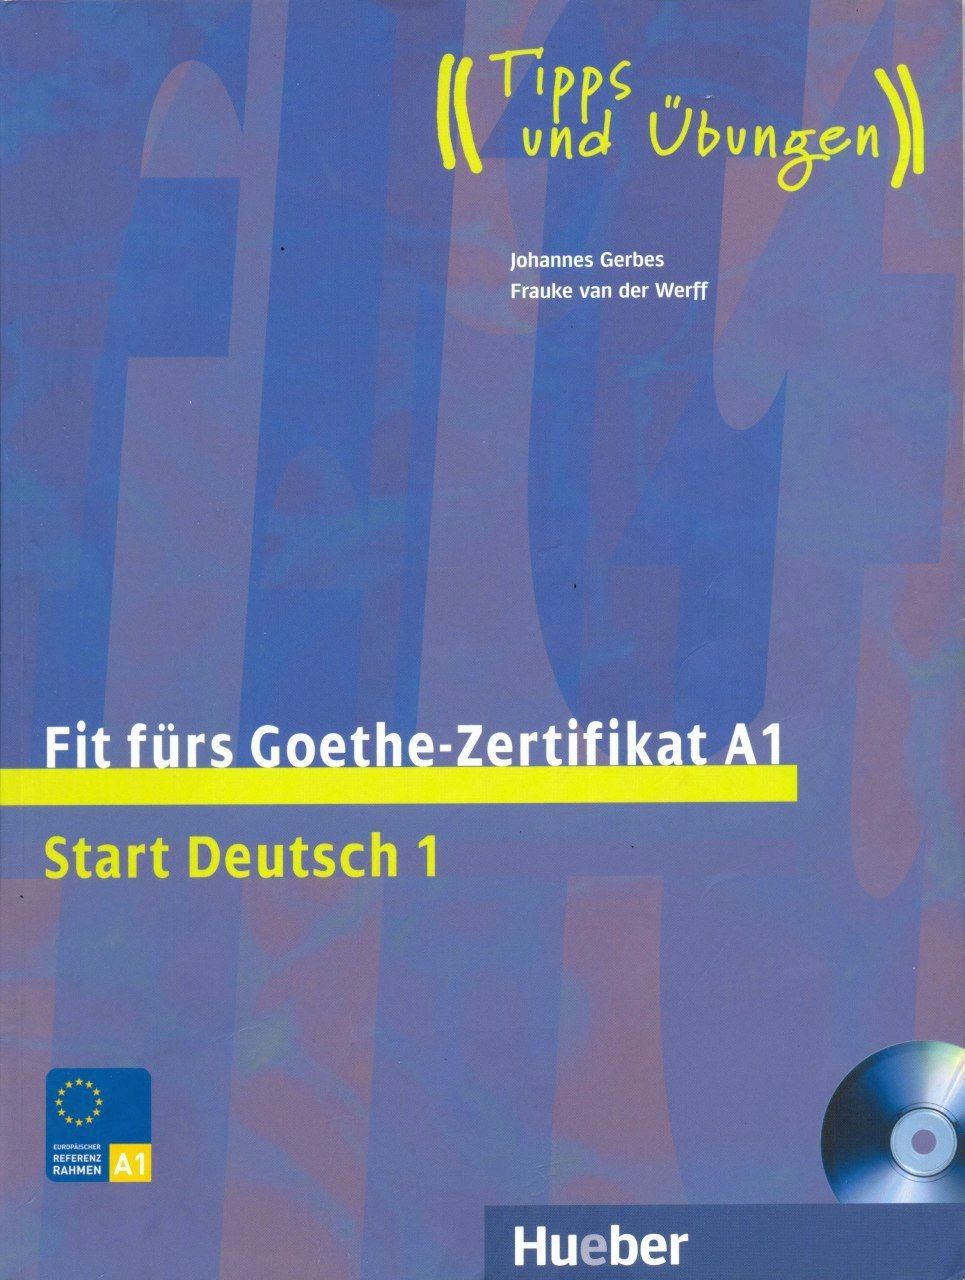 Tipps
und Übungen
Johannes Gerbes
Frauke van der Werff
Fit fürs Goethe-Zertifikat A1
Start Deutsch 1
EUROPÄISCHER
REFERENZ
RAHMEN A1
Hueber